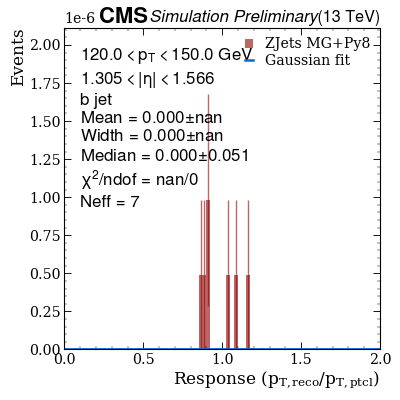 1e-6 CMS Simulation Preliminary (13 TeV)
Events
120.0 < pT < 150.0 GeV
1.305 < |η| < 1.566
b jet
Mean = 0.000±nan
Width = 0.000±nan
Median = 0.000±0.051
χ²/ndof = nan/0
Neff = 7
ZJets MG+Py8
Gaussian fit
2.00
1.75
1.50
1.25
1.00
0.75
0.50
0.25
0.00
0.0 0.5 1.0 1.5 2.0
Response (pT,reco/pT,ptcl)